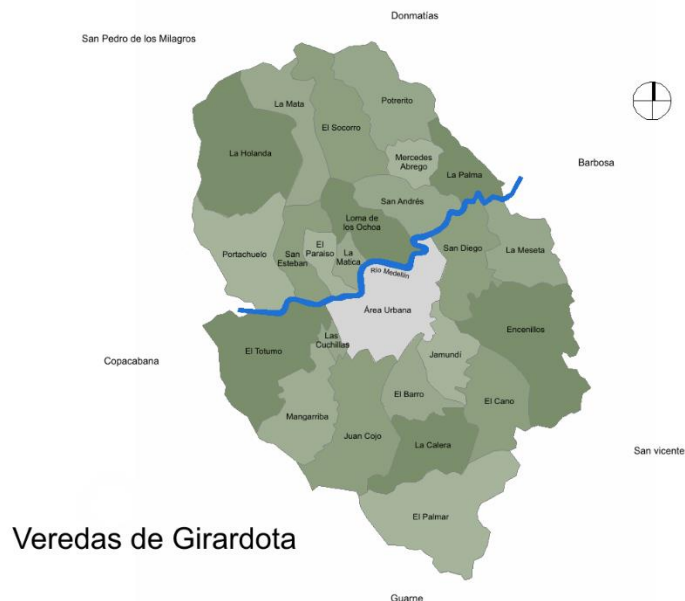 Donmatías
San Pedro de los Milagros
La Mata
Potrerito
El Socorro
La Holanda
Mercedes
Abrego
Barbosa
La Palma
San Andrés
Loma de
los Ochoa
Portachuelo
San
Esteban
El
Paraiso
La
Matica
San Diego
La Meseta
Río Medellín
Área Urbana
Encenillos
Copacabana
El Totumo
Las
Cuchillas
Jamundí
Mangarriba
El Barro
El Cano
Juan Cojo
La Calera
San vicente
El Palmar
Veredas de Girardota
Guarne